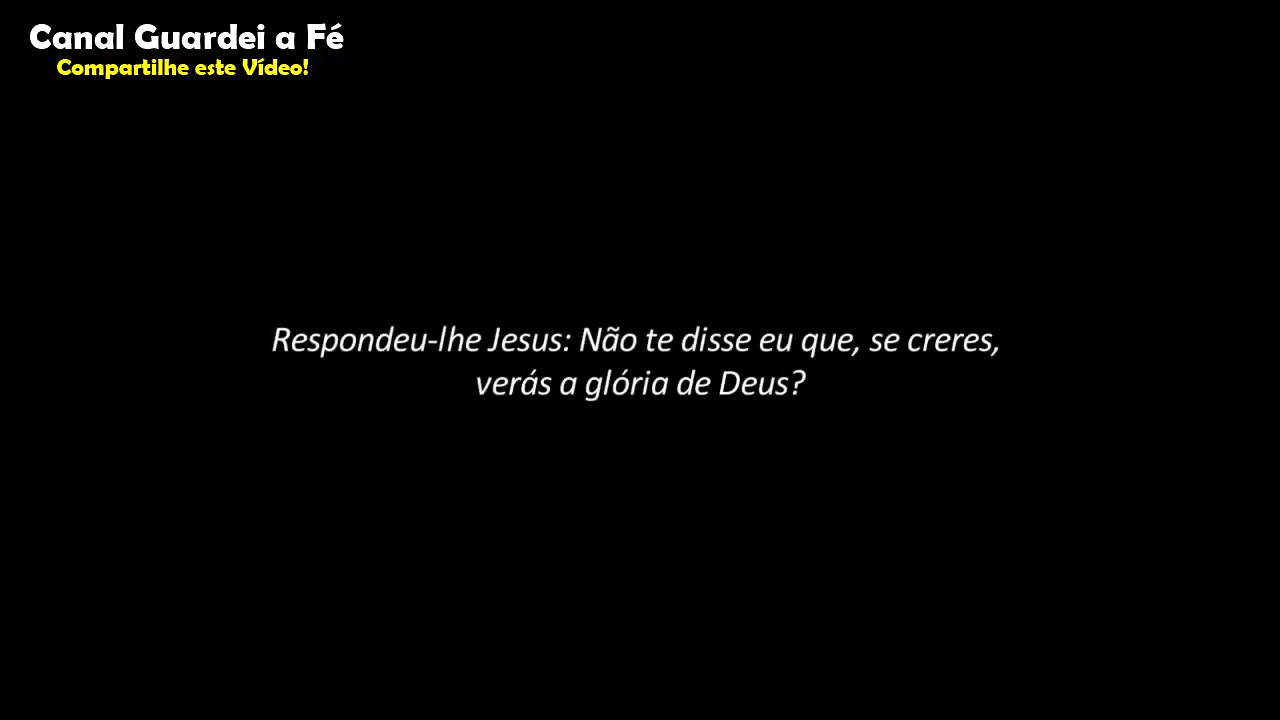 Canal Guardei a Fé
Compartilhe este Vídeo!
Respondeu-lhe Jesus: Não te disse eu que, se creres,
verás a glória de Deus?